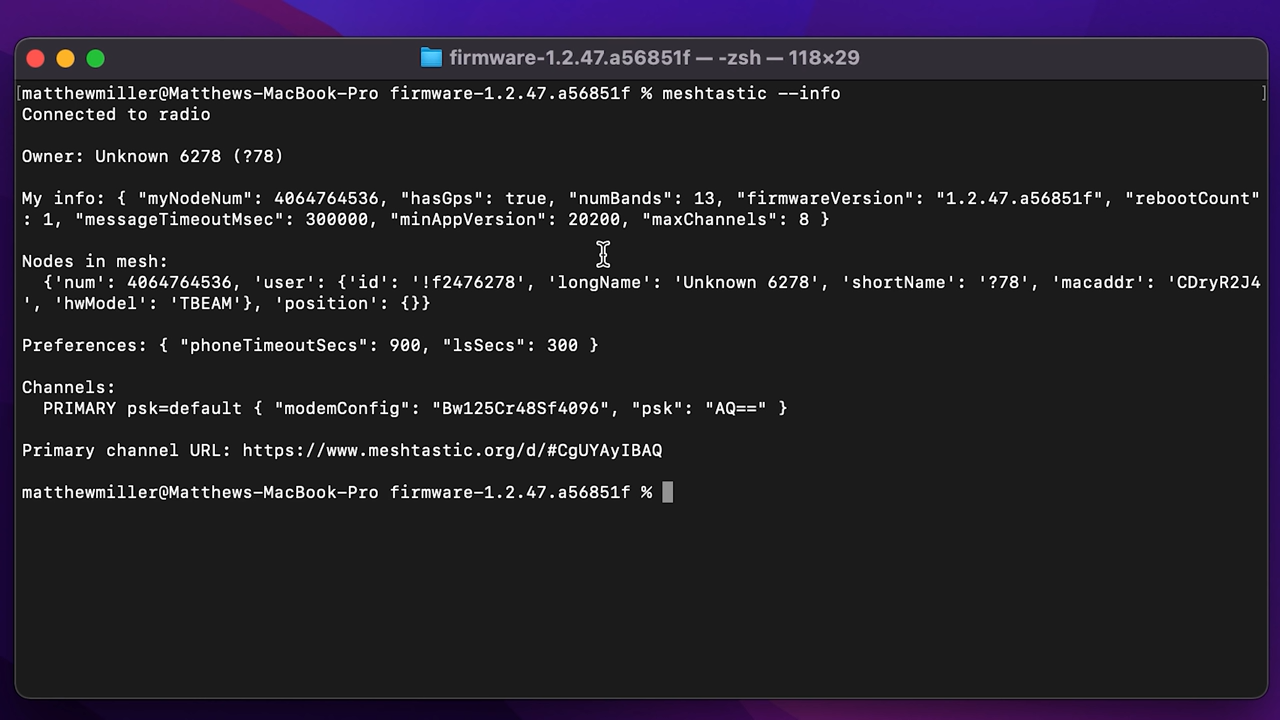 firmware-1.2.47.a56851f — -zsh — 118×29
[matthewmiller@Matthews-MacBook-Pro firmware-1.2.47.a56851f % meshtastic --info ]
Connected to radio
Owner: Unknown 6278 (?78)
My info: { "myNodeNum": 4064764536, "hasGps": true, "numBands": 13, "firmwareVersion": "1.2.47.a56851f", "rebootCount"
: 1, "messageTimeoutMsec": 300000, "minAppVersion": 20200, "maxChannels": 8 }
Nodes in mesh:
{'num': 4064764536, 'user': {'id': '!f2476278', 'longName': 'Unknown 6278', 'shortName': '?78', 'macaddr': 'CDryR2J4
', 'hwModel': 'TBEAM'}, 'position': {}}
Preferences: { "phoneTimeoutSecs": 900, "lsSecs": 300 }
Channels:
PRIMARY psk=default { "modemConfig": "Bw125Cr48Sf4096", "psk": "AQ==" }
Primary channel URL: https://www.meshtastic.org/d/#CgUYAyIBAQ
matthewmiller@Matthews-MacBook-Pro firmware-1.2.47.a56851f %